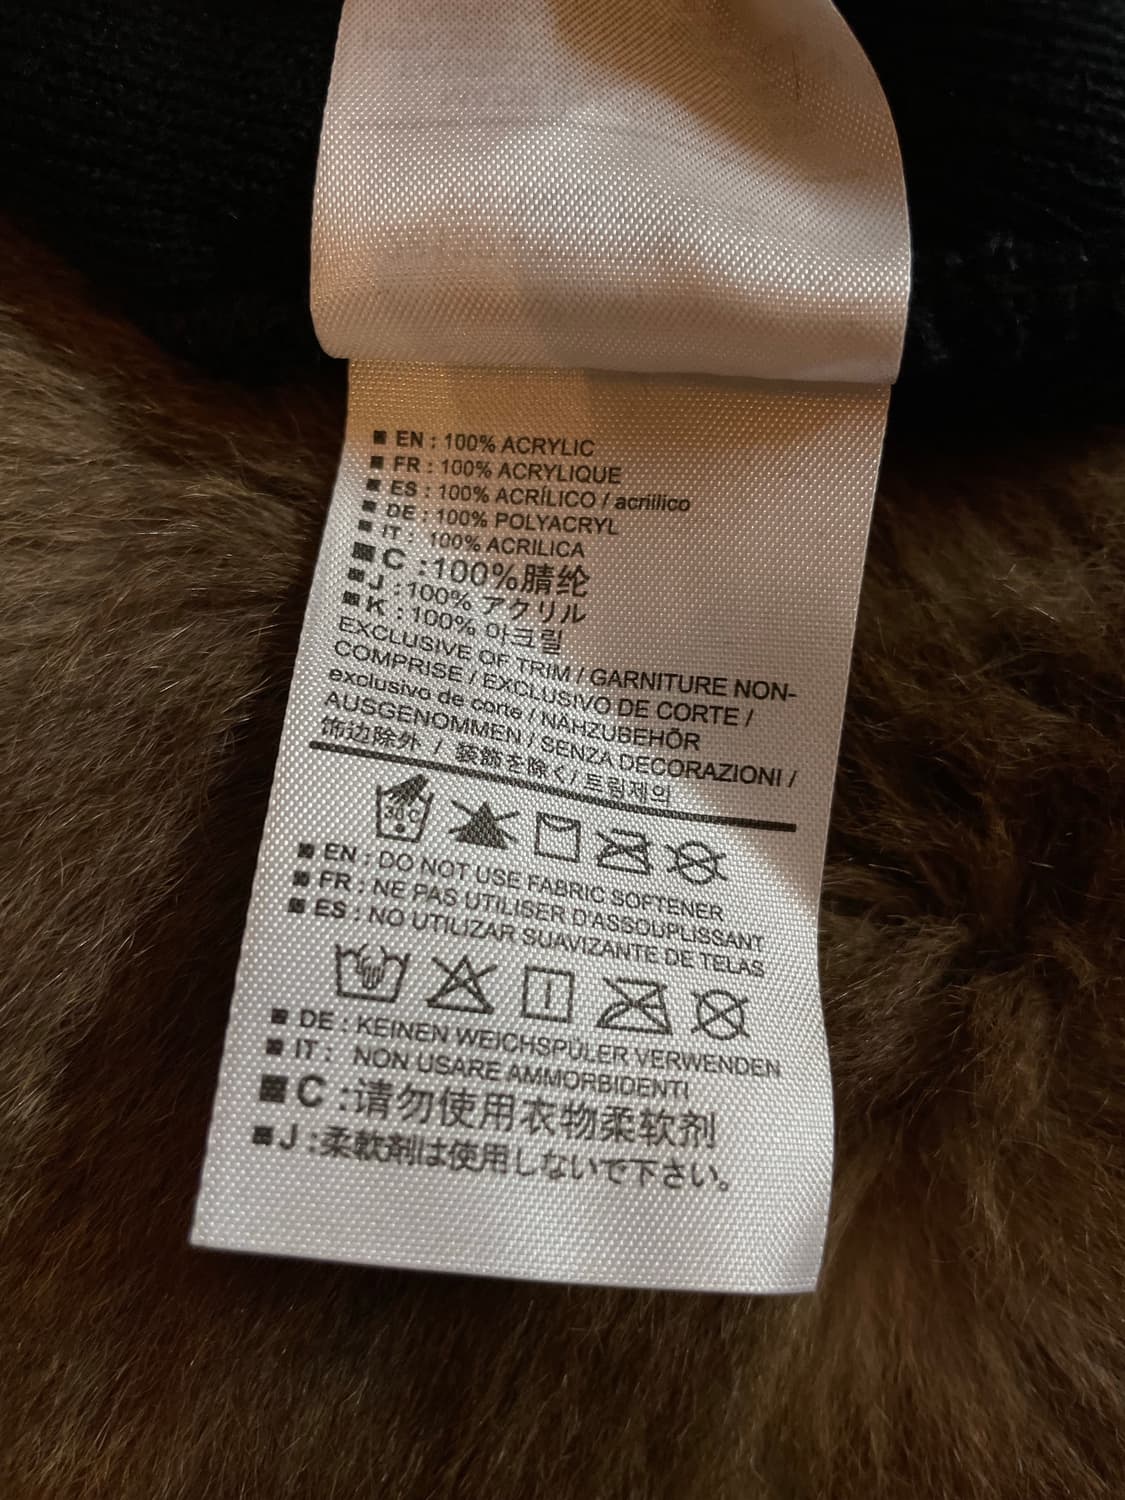 ■ EN : 100% ACRYLIC
■ FR : 100% ACRYLIQUE
■ ES : 100% ACRÍLICO / acriilico
■ DE : 100% POLYACRYL
■ IT : 100% ACRILICA
■ C :100%腈纶
■ J :100% アクリル
■ K : 100% 아크릴
EXCLUSIVE OF TRIM / GARNITURE NON-
COMPRISE / EXCLUSIVO DE CORTE /
exclusivo de corte / NAHZUBEHÖR
AUSGENOMMEN / SENZA DECORAZIONI /
饰边除外 / 装飾を除く/ 트림제외
■ EN : DO NOT USE FABRIC SOFTENER
■ FR : NE PAS UTILISER D'ASSOUPLISSANT
■ ES : NO UTILIZAR SUAVIZANTE DE TELAS
■ DE : KEINEN WEICHSPÜLER VERWENDEN
■ IT : NON USARE AMMORBIDENTI
■ C :请勿使用衣物柔软剂
■ J :柔軟剤は使用しないで下さい。